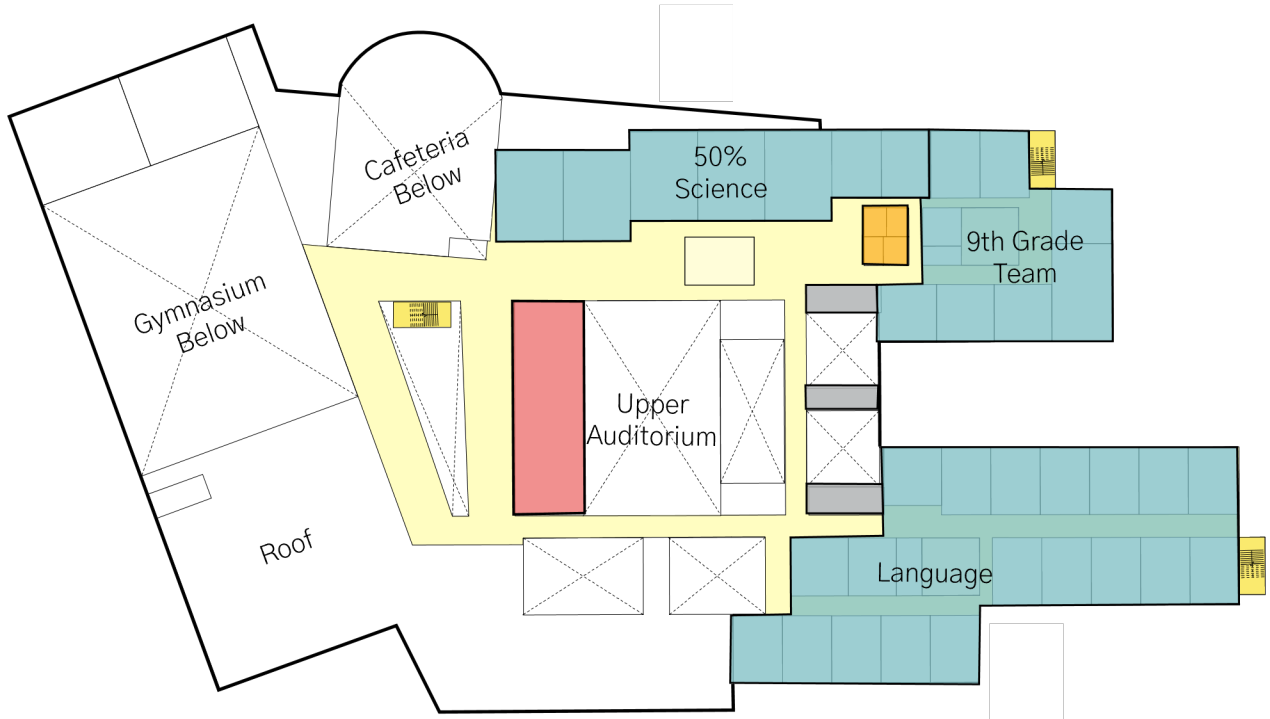 Cafeteria
Below
50%
Science
9th Grade
Team
Gymnasium
Below
Upper
Auditorium
Roof
Language